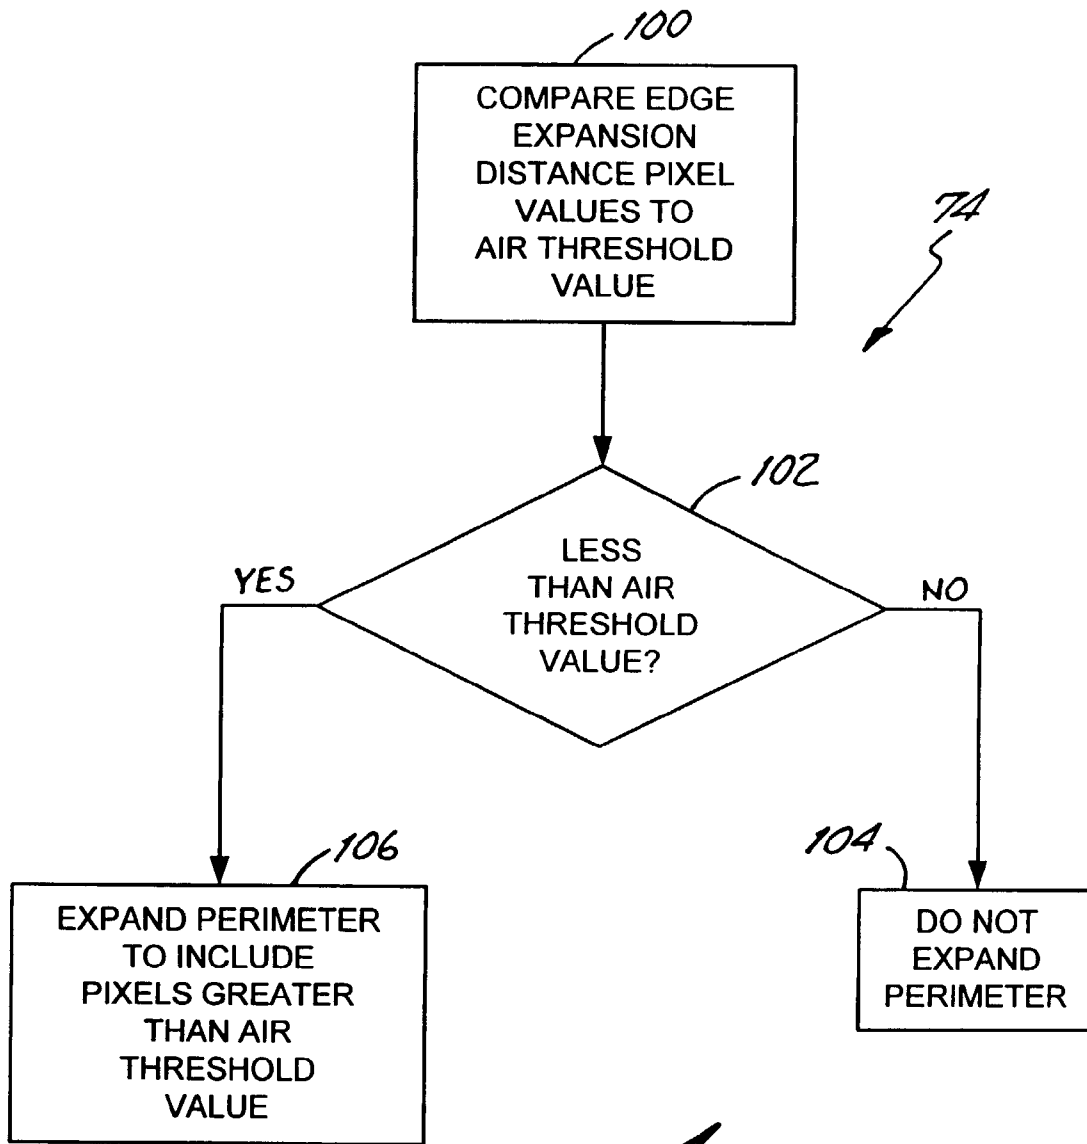 100
COMPARE EDGE
EXPANSION
DISTANCE PIXEL
VALUES TO
AIR THRESHOLD
VALUE
74
102
LESS
THAN AIR
THRESHOLD
VALUE?
YES
NO
106
EXPAND PERIMETER
TO INCLUDE
PIXELS GREATER
THAN AIR
THRESHOLD
VALUE
104
DO NOT
EXPAND
PERIMETER